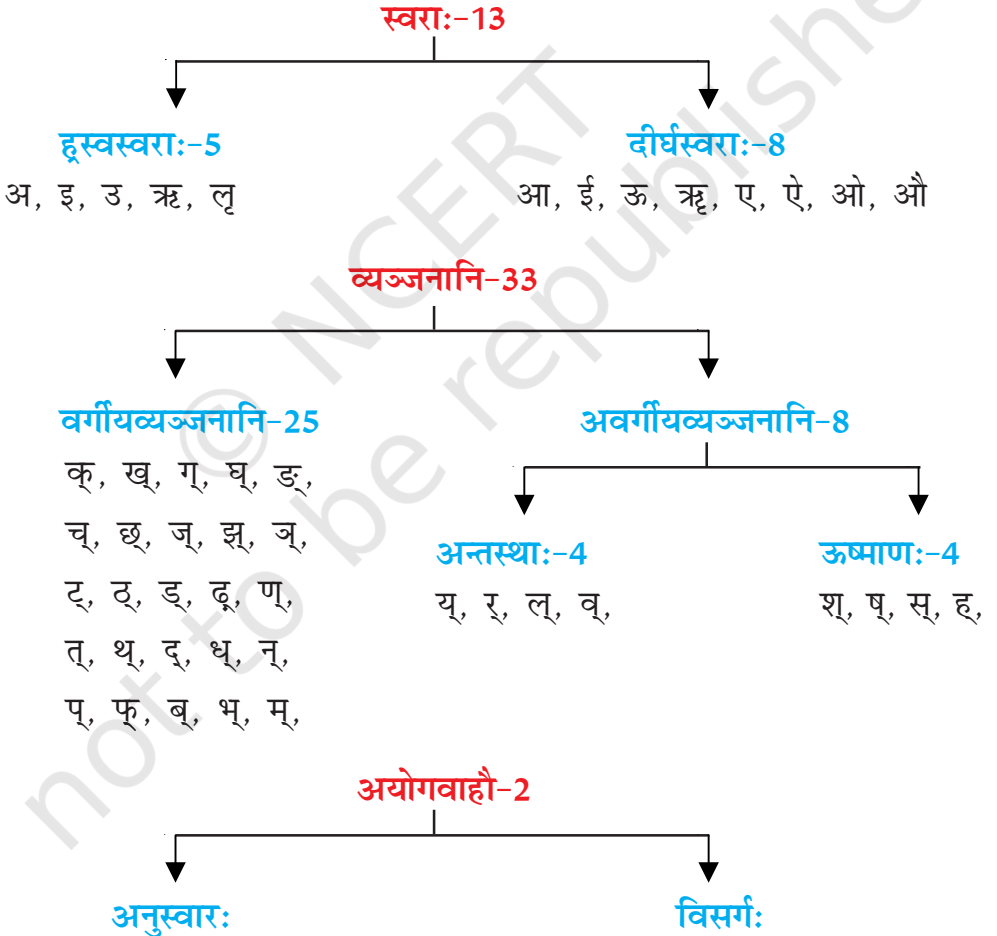 स्वराः-13
ह्रस्वस्वराः-5 दीर्घस्वराः-8
अ, इ, उ, ऋ, लृ आ, ई, ऊ, ॠ, ए, ऐ, ओ, औ
व्यञ्जनानि-33
वर्गीयव्यञ्जनानि-25 अवर्गीयव्यञ्जनानि-8
क्, ख्, ग्, घ्, ङ्,
च्, छ्, ज्, झ्, ञ्,
अन्तस्थाः-4 ऊष्माणः-4
ट्, ठ्, ड्, ढ्, ण्, य्, र्, ल्, व्, श्, ष्, स्, ह्,
त्, थ्, द्, ध्, न्,
प्, फ्, ब्, भ्, म्,
अयोगवाहौ-2
अनुस्वारः विसर्गः
© NCERT
not to be republishe